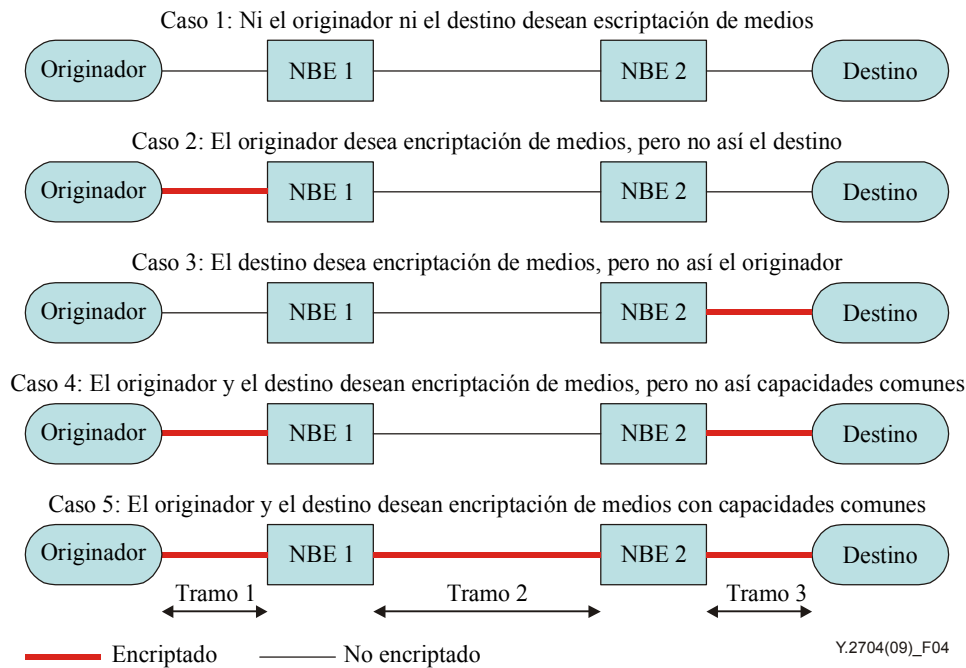 Caso 1: Ni el originador ni el destino desean escriptación de medios
Originador NBE 1 NBE 2 Destino
Caso 2: El originador desea encriptación de medios, pero no así el destino
Originador NBE 1 NBE 2 Destino
Caso 3: El destino desea encriptación de medios, pero no así el originador
Originador NBE 1 NBE 2 Destino
Caso 4: El originador y el destino desean encriptación de medios, pero no así capacidades comunes
Originador NBE 1 NBE 2 Destino
Caso 5: El originador y el destino desean encriptación de medios con capacidades comunes
Originador NBE 1 NBE 2 Destino
Tramo 1 Tramo 2 Tramo 3
Encriptado No encriptado Y.2704(09)_F04